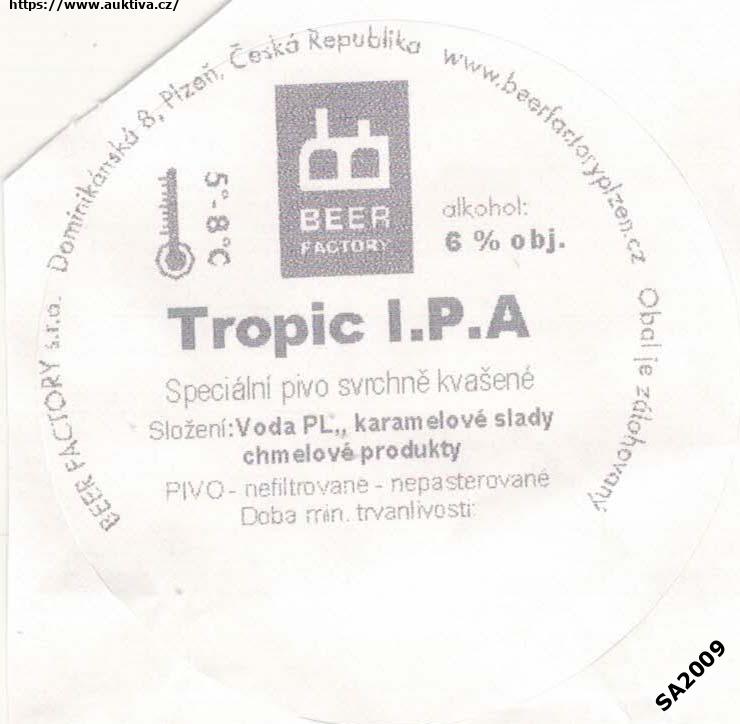 https://www.auktiva.cz/
BEER FACTORY s.r.o. Dominikánská 8, Plzeň, Česká Republika www.beerfactoryplzen.cz Obal je zálohovaný
5°-8°C
BEER
FACTORY
alkohol:
6 % obj.
Tropic I.P.A
Speciální pivo svrchně kvašené
Složení:Voda PL,, karamelové slady
chmelové produkty
PIVO - nefiltrované - nepasterované
Doba min. trvanlivosti:
SA2009